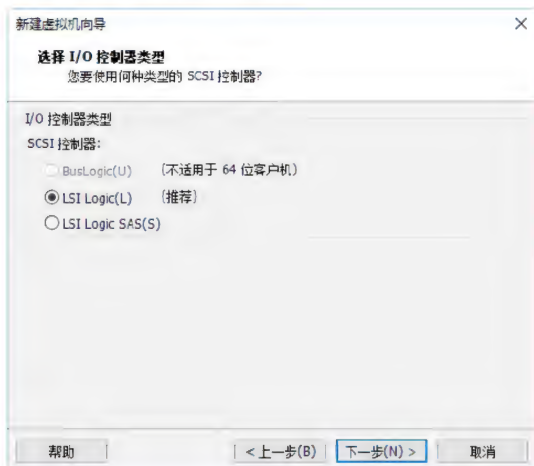 新建虚拟机向导
选择 I/O 控制器类型
您要使用何种类型的 SCSI 控制器?
I/O 控制器类型
SCSI 控制器:
BusLogic(U) (不适用于 64 位客户机)
LSI Logic(L) (推荐)
LSI Logic SAS(S)
帮助 < 上一步(B) 下一步(N) > 取消